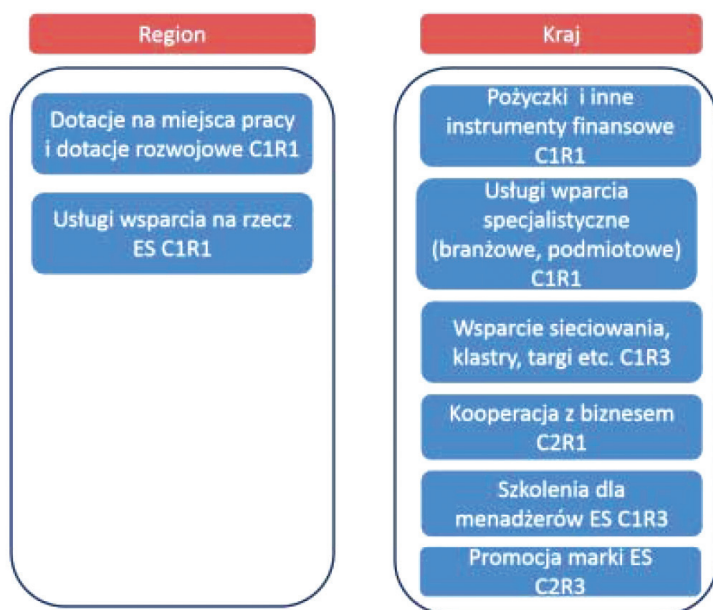 Region
Dotacje na miejsca pracy
i dotacje rozwojowe C1R1
Usługi wsparcia na rzecz
ES C1R1
Kraj
Pożyczki i inne
instrumenty finansowe
C1R1
Usługi wparcia
specjalistyczne
(branżowe, podmiotowe)
C1R1
Wsparcie sieciowania,
klastry, targi etc. C1R3
Kooperacja z biznesem
C2R1
Szkolenia dla
menadżerów ES C1R3
Promocja marki ES
C2R3